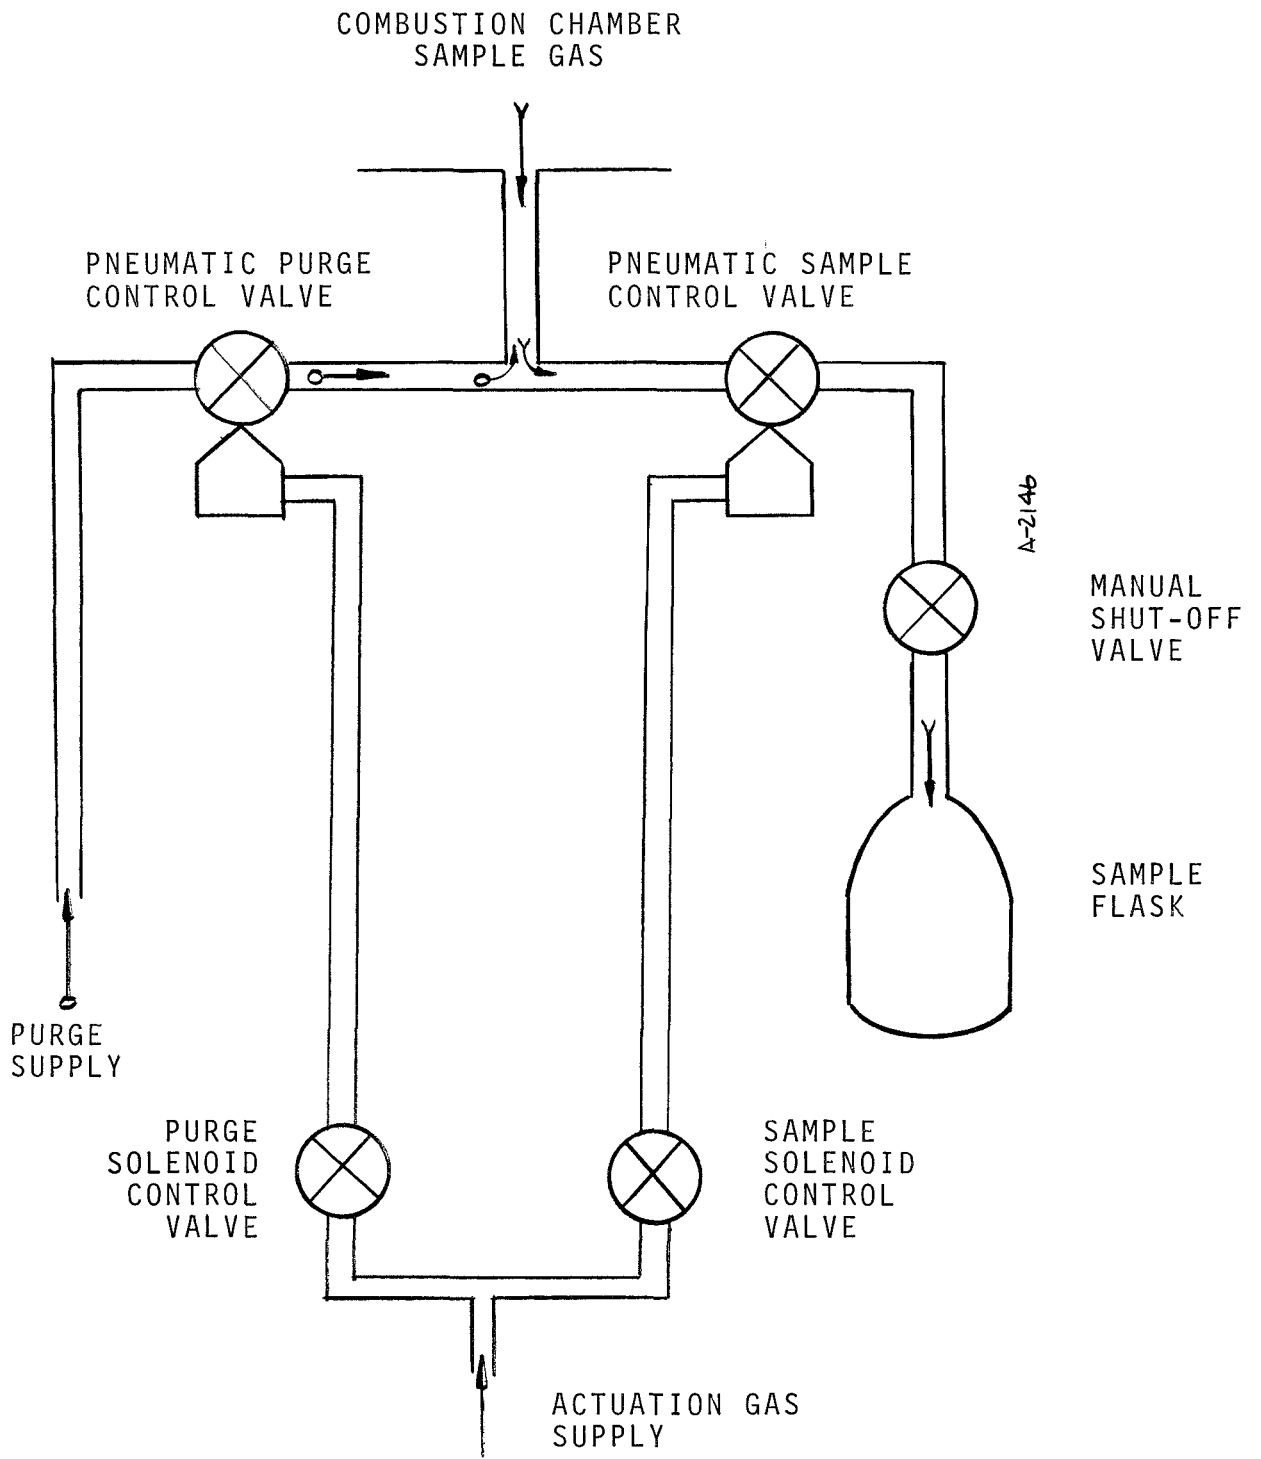 COMBUSTION CHAMBER
SAMPLE GAS
PNEUMATIC PURGE
CONTROL VALVE
PNEUMATIC SAMPLE
CONTROL VALVE
A-2146
MANUAL
SHUT-OFF
VALVE
SAMPLE
FLASK
PURGE
SUPPLY
PURGE
SOLENOID
CONTROL
VALVE
SAMPLE
SOLENOID
CONTROL
VALVE
ACTUATION GAS
SUPPLY